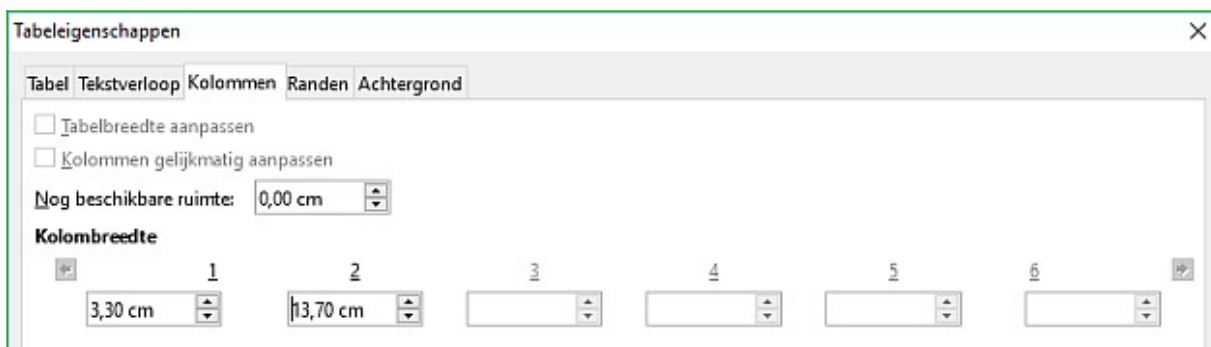 Tabeleigenschappen
Tabel Tekstverloop Kolommen Randen Achtergrond
Tabelbreedte aanpassen
Kolommen gelijkmatig aanpassen
Nog beschikbare ruimte: 0,00 cm
Kolombreedte
1 2 3 4 5 6
3,30 cm 13,70 cm